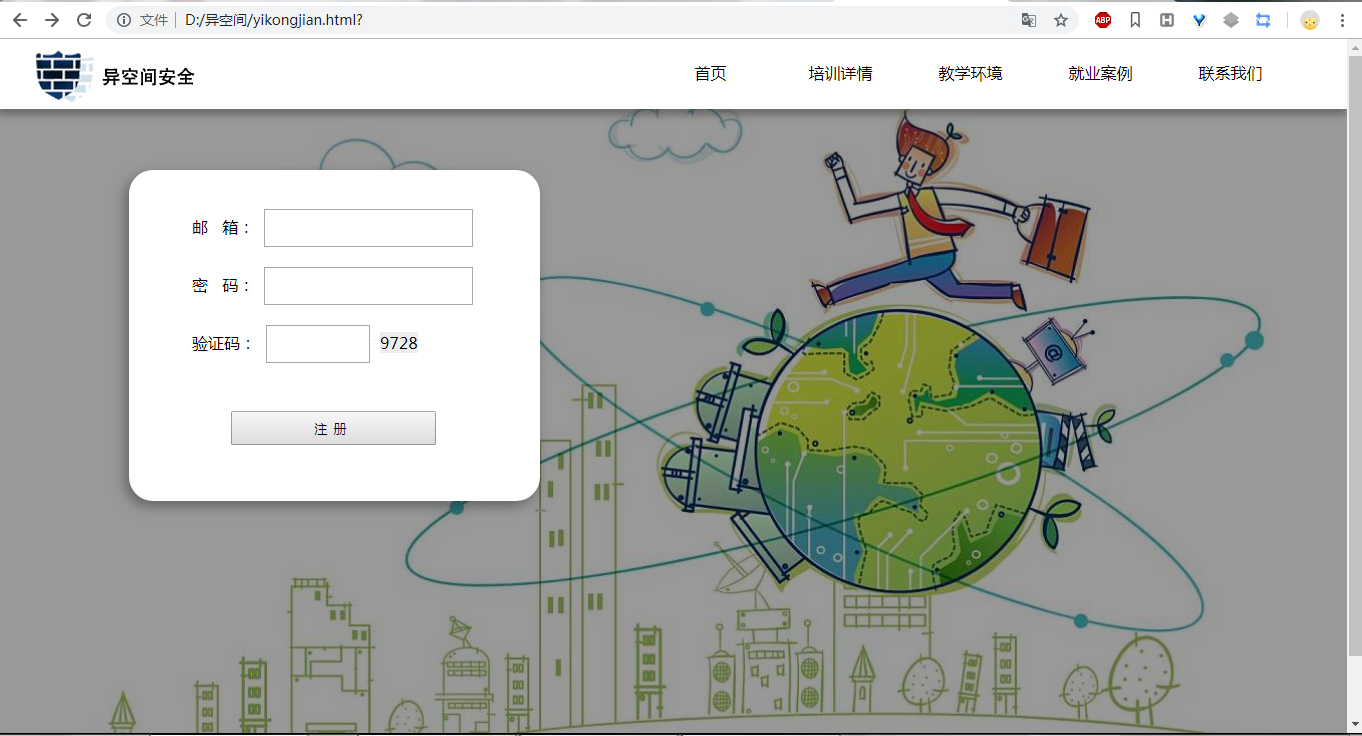 文件 D:/异空间/yikongjian.html?
ABP
异空间安全
首页 培训详情 教学环境 就业案例 联系我们
邮 箱：
密 码：
验证码： 9728
注 册
@